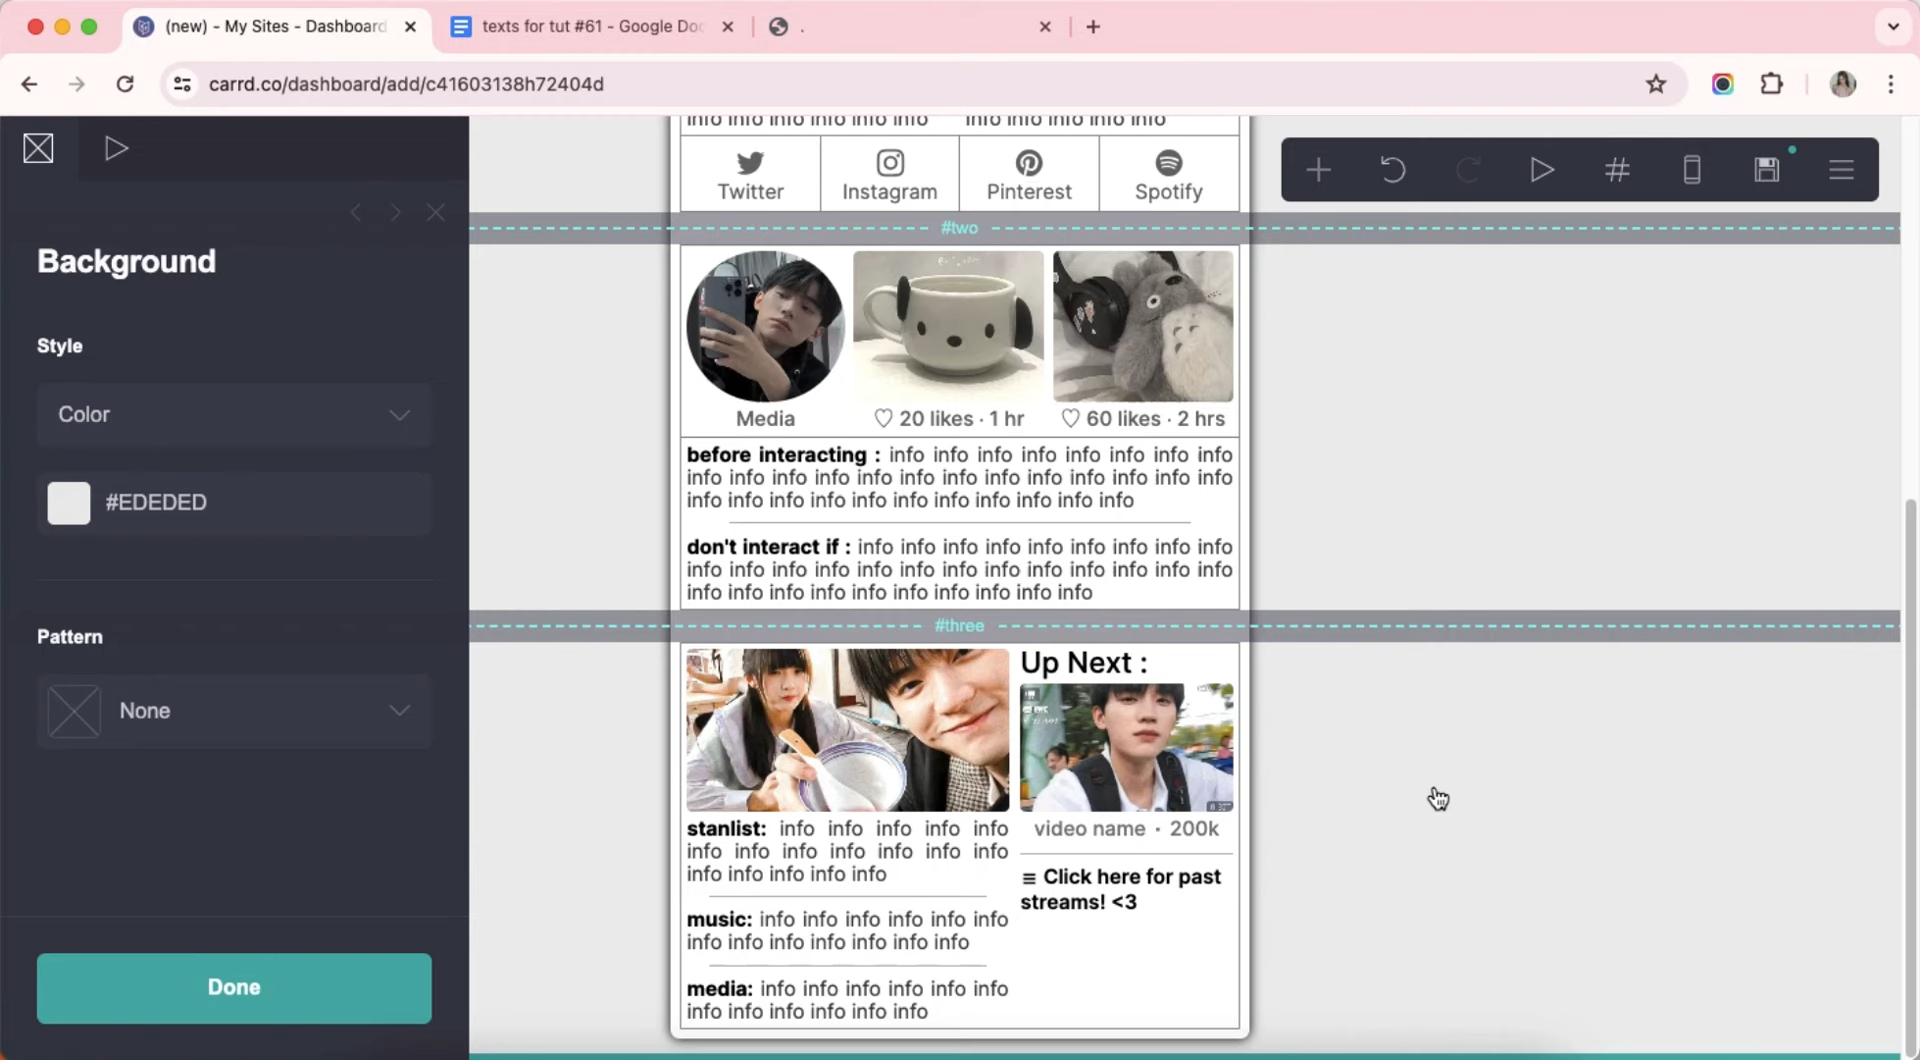 (new) - My Sites - Dashboard
texts for tut #61 - Google Doc
.
carrd.co/dashboard/add/c41603138h72404d
Background
Style
Color
#EDEDED
Pattern
None
Done
info info info info info info
info info info info info
Twitter
Instagram
Pinterest
Spotify
#two
Media
♡ 20 likes · 1 hr
♡ 60 likes · 2 hrs
before interacting : info info info info info info info info
info info info info info info info info info info info info info
info info info info info info info info info info info
don't interact if : info info info info info info info info info
info info info info info info info info info info info info info
info info info info info info info info info info
#three
stanlist: info info info info info
info info info info info info info
info info info info info
music: info info info info info info
info info info info info info info
media: info info info info info info
info info info info info info
Up Next :
video name · 200k
≡ Click here for past
streams! <3